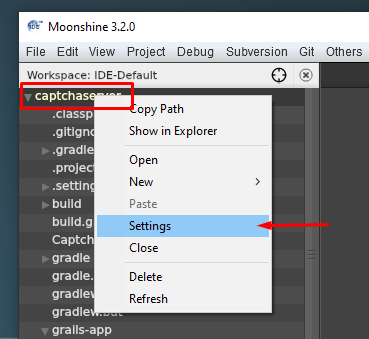 IDE
Moonshine 3.2.0
File Edit View Project Debug Subversion Git Others
Workspace: IDE-Default
captchaserver
.classp
Copy Path
.gitigno
Show in Explorer
.gradle
Open
.project
New
.settin
Paste
build
Settings
build.g
Close
Captch
gradle
Delete
gradle.
Refresh
gradlew
gradlew.bat
grails-app